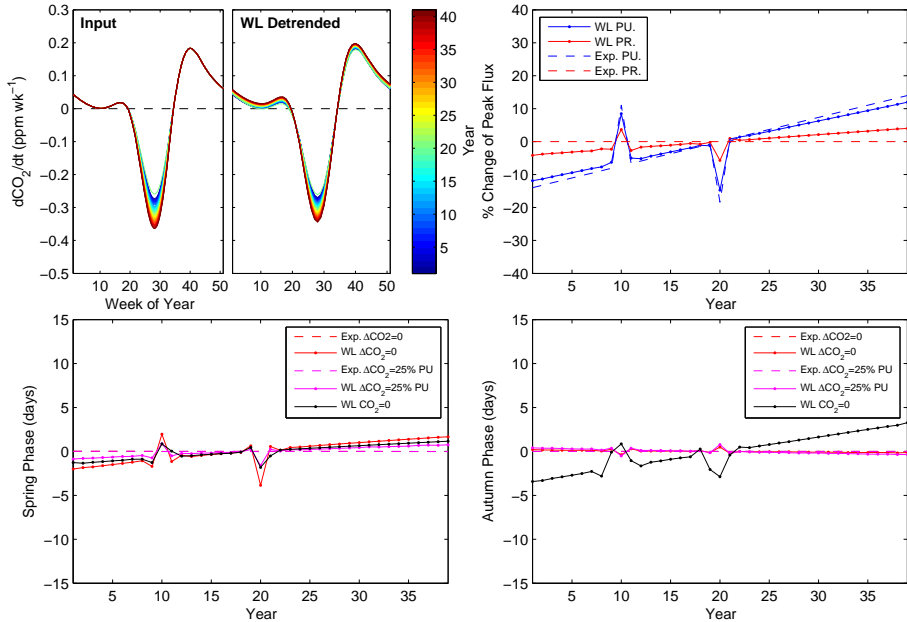 Input
WL Detrended
dCO2/dt (ppm wk−1)
0.5
0.4
0.3
0.2
0.1
0
−0.1
−0.2
−0.3
−0.4
−0.5
10 20 30 40 50
10 20 30 40 50
Week of Year
40
35
30
25
20
15
10
5
Year
WL PU.
WL PR.
Exp. PU.
Exp. PR.
% Change of Peak Flux
40
30
20
10
0
−10
−20
−30
−40
5 10 15 20 25 30 35
Year
Exp. ΔCO2=0
WL ΔCO2=0
Exp. ΔCO2=25% PU
WL ΔCO2=25% PU
WL CO2=0
Spring Phase (days)
15
10
5
0
−5
−10
−15
5 10 15 20 25 30 35
Year
Exp. ΔCO2=0
WL ΔCO2=0
Exp. ΔCO2=25% PU
WL ΔCO2=25% PU
WL CO2=0
Autumn Phase (days)
15
10
5
0
−5
−10
−15
5 10 15 20 25 30 35
Year